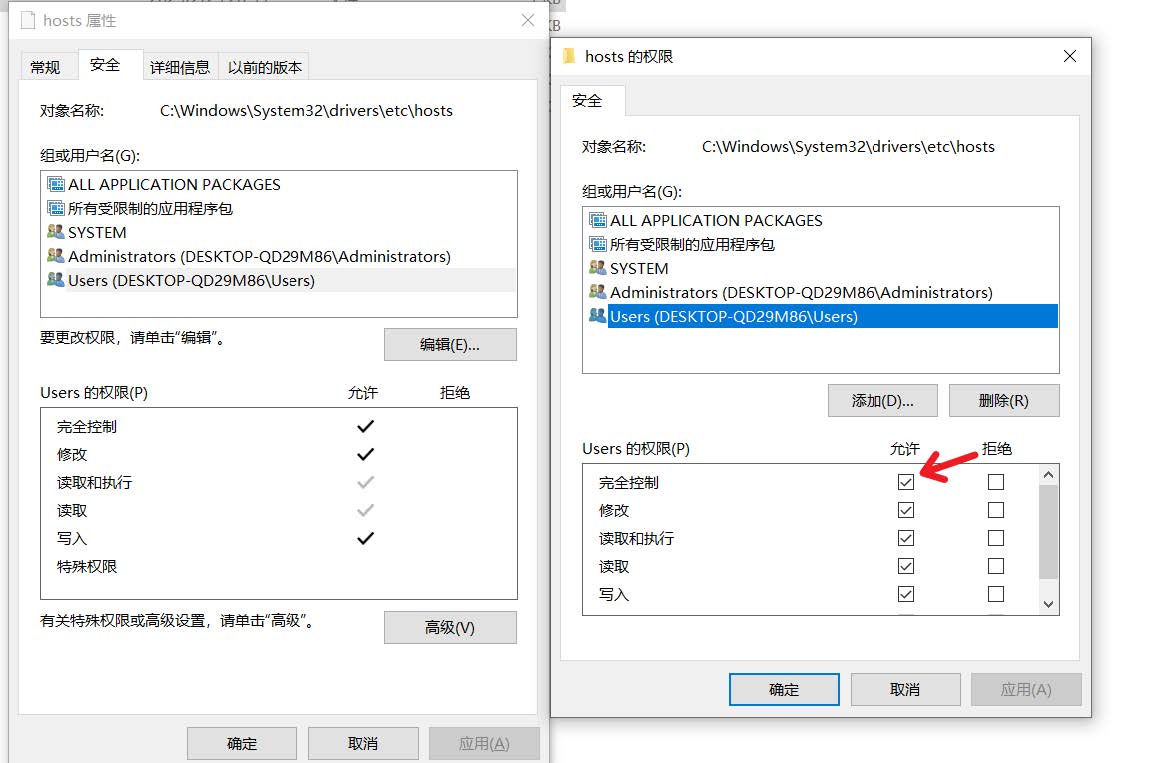 hosts 属性
常规
安全
详细信息
以前的版本
对象名称: C:\Windows\System32\drivers\etc\hosts
组或用户名(G):
ALL APPLICATION PACKAGES
所有受限制的应用程序包
SYSTEM
Administrators (DESKTOP-QD29M86\Administrators)
Users (DESKTOP-QD29M86\Users)
要更改权限，请单击“编辑”。
编辑(E)...
Users 的权限(P) 允许 拒绝
完全控制
修改
读取和执行
读取
写入
特殊权限
有关特殊权限或高级设置，请单击“高级”。
高级(V)
确定
取消
应用(A)
KB
hosts 的权限
安全
对象名称: C:\Windows\System32\drivers\etc\hosts
组或用户名(G):
ALL APPLICATION PACKAGES
所有受限制的应用程序包
SYSTEM
Administrators (DESKTOP-QD29M86\Administrators)
Users (DESKTOP-QD29M86\Users)
添加(D)...
删除(R)
Users 的权限(P) 允许 拒绝
完全控制
修改
读取和执行
读取
写入
确定
取消
应用(A)